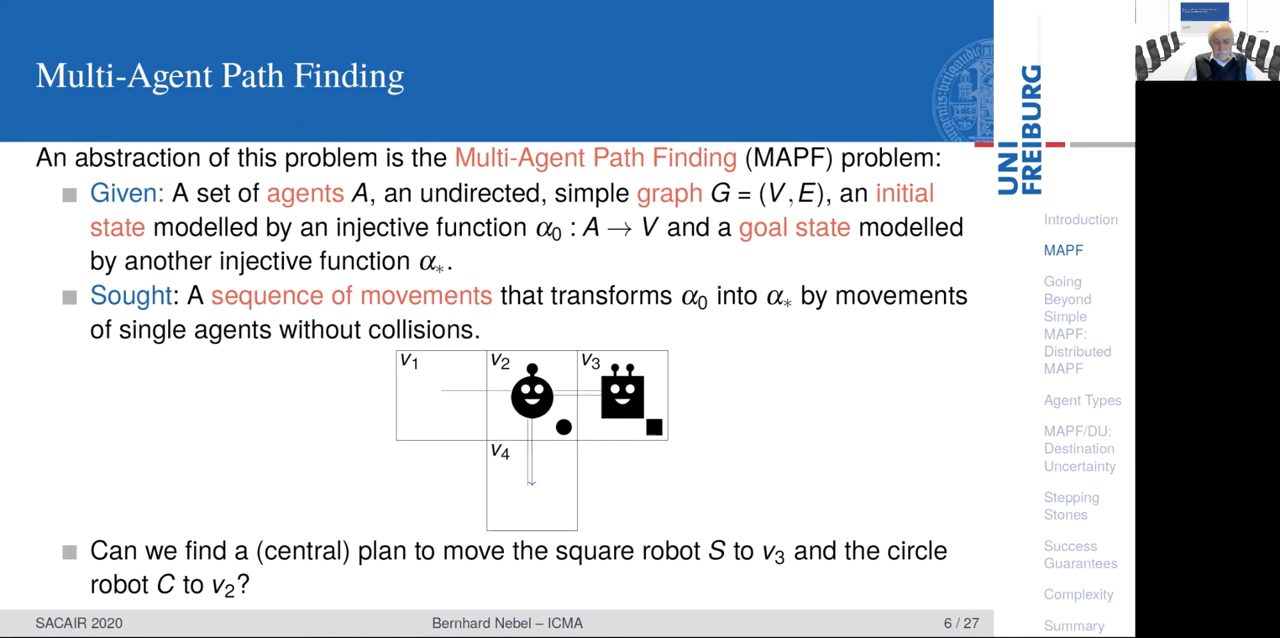 Multi-Agent Path Finding
An abstraction of this problem is the Multi-Agent Path Finding (MAPF) problem:
Given: A set of agents A, an undirected, simple graph G = (V, E), an initial
state modelled by an injective function α₀ : A → V and a goal state modelled
by another injective function α∗.
Sought: A sequence of movements that transforms α₀ into α∗ by movements
of single agents without collisions.
v₁ v₂ v₃
v₄
Can we find a (central) plan to move the square robot S to v₃ and the circle
robot C to v₂?
SACAIR 2020 Bernhard Nebel – ICMA 6 / 27
UNI
FREIBURG
Introduction
MAPF
Going
Beyond
Simple
MAPF:
Distributed
MAPF
Agent Types
MAPF/DU:
Destination
Uncertainty
Stepping
Stones
Success
Guarantees
Complexity
Summary